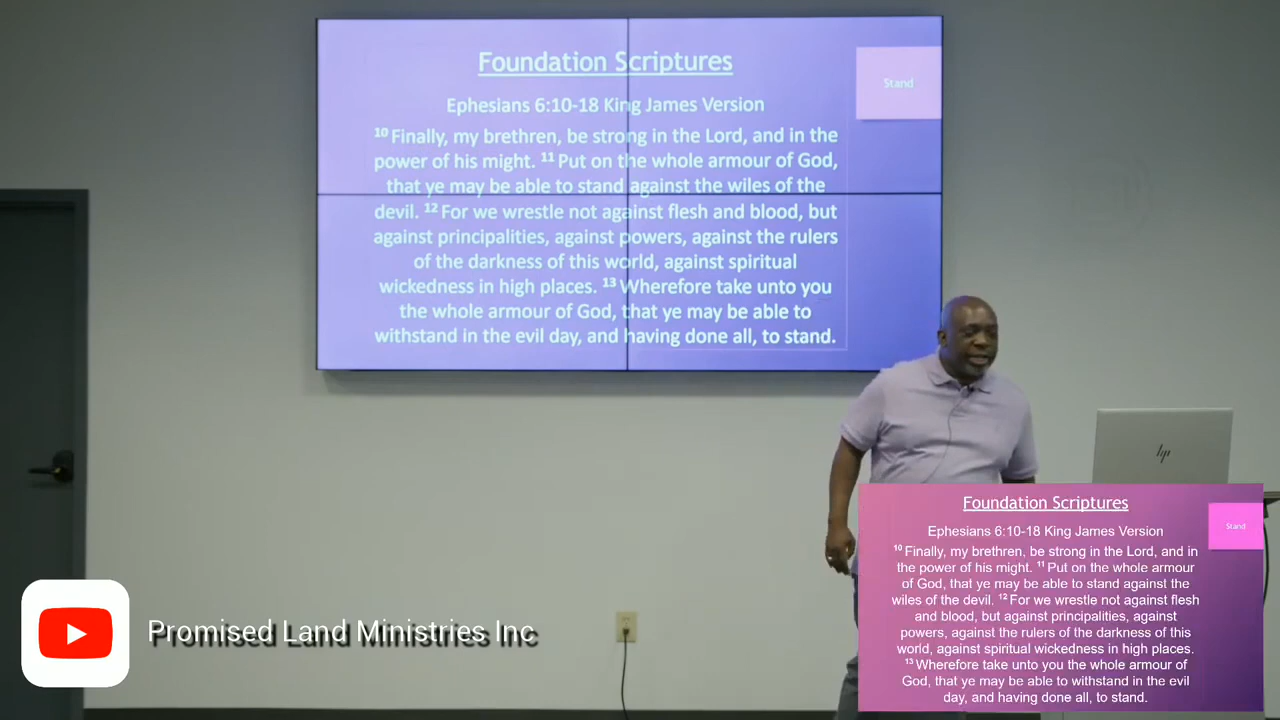 Foundation Scriptures
Stand
Ephesians 6:10-18 King James Version
10 Finally, my brethren, be strong in the Lord, and in the
power of his might. 11 Put on the whole armour of God,
that ye may be able to stand against the wiles of the
devil. 12 For we wrestle not against flesh and blood, but
against principalities, against powers, against the rulers
of the darkness of this world, against spiritual
wickedness in high places. 13 Wherefore take unto you
the whole armour of God, that ye may be able to
withstand in the evil day, and having done all, to stand.
hp
Foundation Scriptures
Stand
Ephesians 6:10-18 King James Version
10 Finally, my brethren, be strong in the Lord, and in
the power of his might. 11 Put on the whole armour
of God, that ye may be able to stand against the
wiles of the devil. 12 For we wrestle not against flesh
and blood, but against principalities, against
powers, against the rulers of the darkness of this
world, against spiritual wickedness in high places.
13 Wherefore take unto you the whole armour of
God, that ye may be able to withstand in the evil
day, and having done all, to stand.
Promised Land Ministries Inc